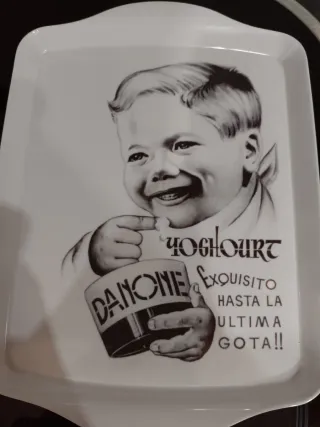 YOGHOURT
DANONE
EXQUISITO
HASTA LA
ULTIMA
GOTA!!